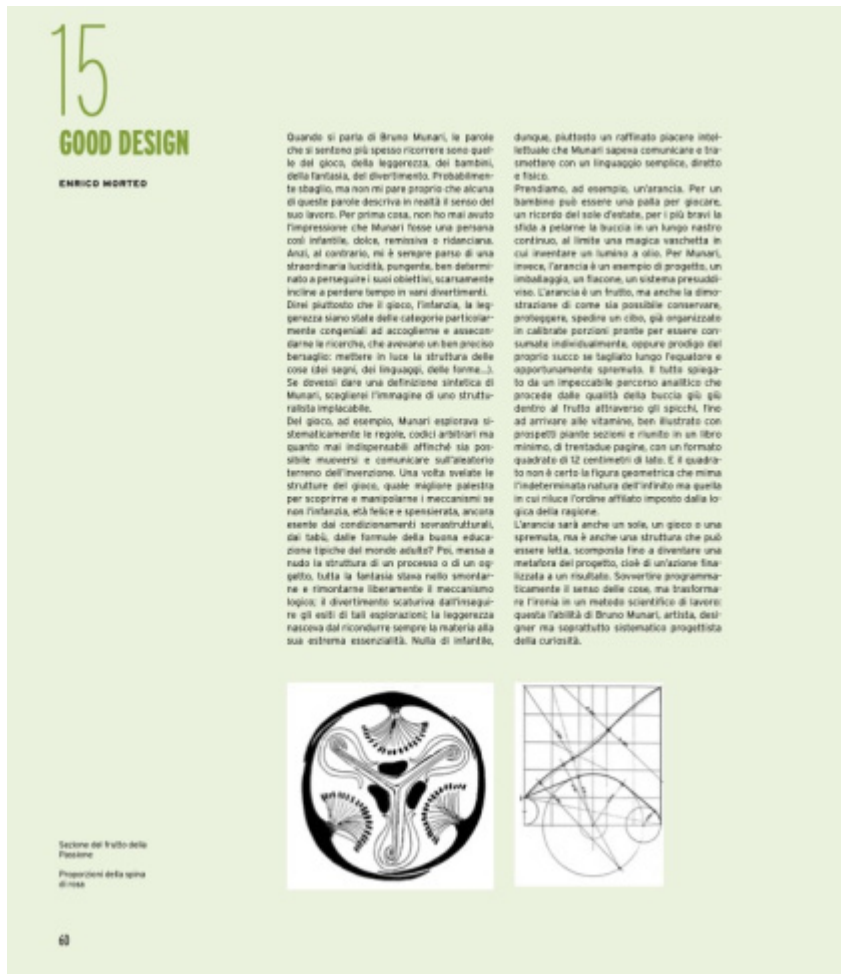 15
GOOD DESIGN
ENRICO MORTEO
Quando si parla di Bruno Munari, le parole
che si sentono più spesso ricorrere sono quel-
le del gioco, della leggerezza, dei bambini,
della fantasia, del divertimento. Probabilmen-
te sbaglio, ma non mi pare proprio che alcuna
di queste parole descriva in realtà il senso del
suo lavoro. Per prima cosa, non ho mai avuto
l'impressione che Munari fosse una persona
così infantile, dolce, remissiva o ridanciana.
Anzi, al contrario, mi è sempre parso di una
straordinaria lucidità, pungente, ben determi-
nato a perseguire i suoi obiettivi, scarsamente
incline a perdere tempo in vani divertimenti.
Direi piuttosto che il gioco, l'infanzia, la leg-
gerezza siano state delle categorie particolar-
mente congeniali ad accoglierne e assecon-
darne le ricerche, che avevano un ben preciso
bersaglio: mettere in luce la struttura delle
cose (dei segni, dei linguaggi, delle forme...).
Se dovessi dare una definizione sintetica di
Munari, sceglierei l'immagine di uno struttu-
ralista implacabile.
Del gioco, ad esempio, Munari esplorava si-
stematicamente le regole, codici arbitrari ma
quanto mai indispensabili affinché sia pos-
sibile muoversi e comunicare sull'aleatorio
terreno dell'invenzione. Una volta svelate le
strutture del gioco, quale migliore palestra
per scoprirne e manipolarne i meccanismi se
non l'infanzia, età felice e spensierata, ancora
esente dai condizionamenti sovrastrutturali,
dai tabù, dalle formule della buona educa-
zione tipiche del mondo adulto? Poi, messa a
nudo la struttura di un processo o di un og-
getto, tutta la fantasia stava nello smontar-
ne e rimontarne liberamente il meccanismo
logico; il divertimento scaturiva dall'insegui-
re gli esiti di tali esplorazioni; la leggerezza
nasceva dal ricondurre sempre la materia alla
sua estrema essenzialità. Nulla di infantile,
dunque, piuttosto un raffinato piacere intel-
lettuale che Munari sapeva comunicare e tra-
smettere con un linguaggio semplice, diretto
e fisico.
Prendiamo, ad esempio, un'arancia. Per un
bambino può essere una palla per giocare,
un ricordo del sole d'estate, per i più bravi la
sfida a pelarne la buccia in un lungo nastro
continuo, al limite una magica vaschetta in
cui inventare un lumino a olio. Per Munari,
invece, l'arancia è un esempio di progetto, un
imballaggio, un flacone, un sistema presuddi-
viso. L'arancia è un frutto, ma anche la dimo-
strazione di come sia possibile conservare,
proteggere, spedire un cibo, già organizzato
in calibrate porzioni pronte per essere con-
sumate individualmente, oppure prodigo del
proprio succo se tagliato lungo l'equatore e
opportunamente spremuto. Il tutto spiega-
to da un impeccabile percorso analitico che
procede dalle qualità della buccia giù giù
dentro al frutto attraverso gli spicchi, fino
ad arrivare alle vitamine, ben illustrato con
prospetti piante sezioni e riunito in un libro
minimo, di trentadue pagine, con un formato
quadrato di 12 centimetri di lato. E il quadra-
to non è certo la figura geometrica che mima
l'indeterminata natura dell'infinito ma quella
in cui riluce l'ordine affilato imposto dalla lo-
gica della ragione.
L'arancia sarà anche un sole, un gioco o una
spremuta, ma è anche una struttura che può
essere letta, scomposta fino a diventare una
metafora del progetto, cioè di un'azione fina-
lizzata a un risultato. Sovvertire programma-
ticamente il senso delle cose, ma trasforma-
re l'ironia in un metodo scientifico di lavoro:
questa l'abilità di Bruno Munari, artista, desi-
gner ma soprattutto sistematico progettista
della curiosità.
Sezione del frutto della
Passione
Proporzioni della spina
di rosa
60